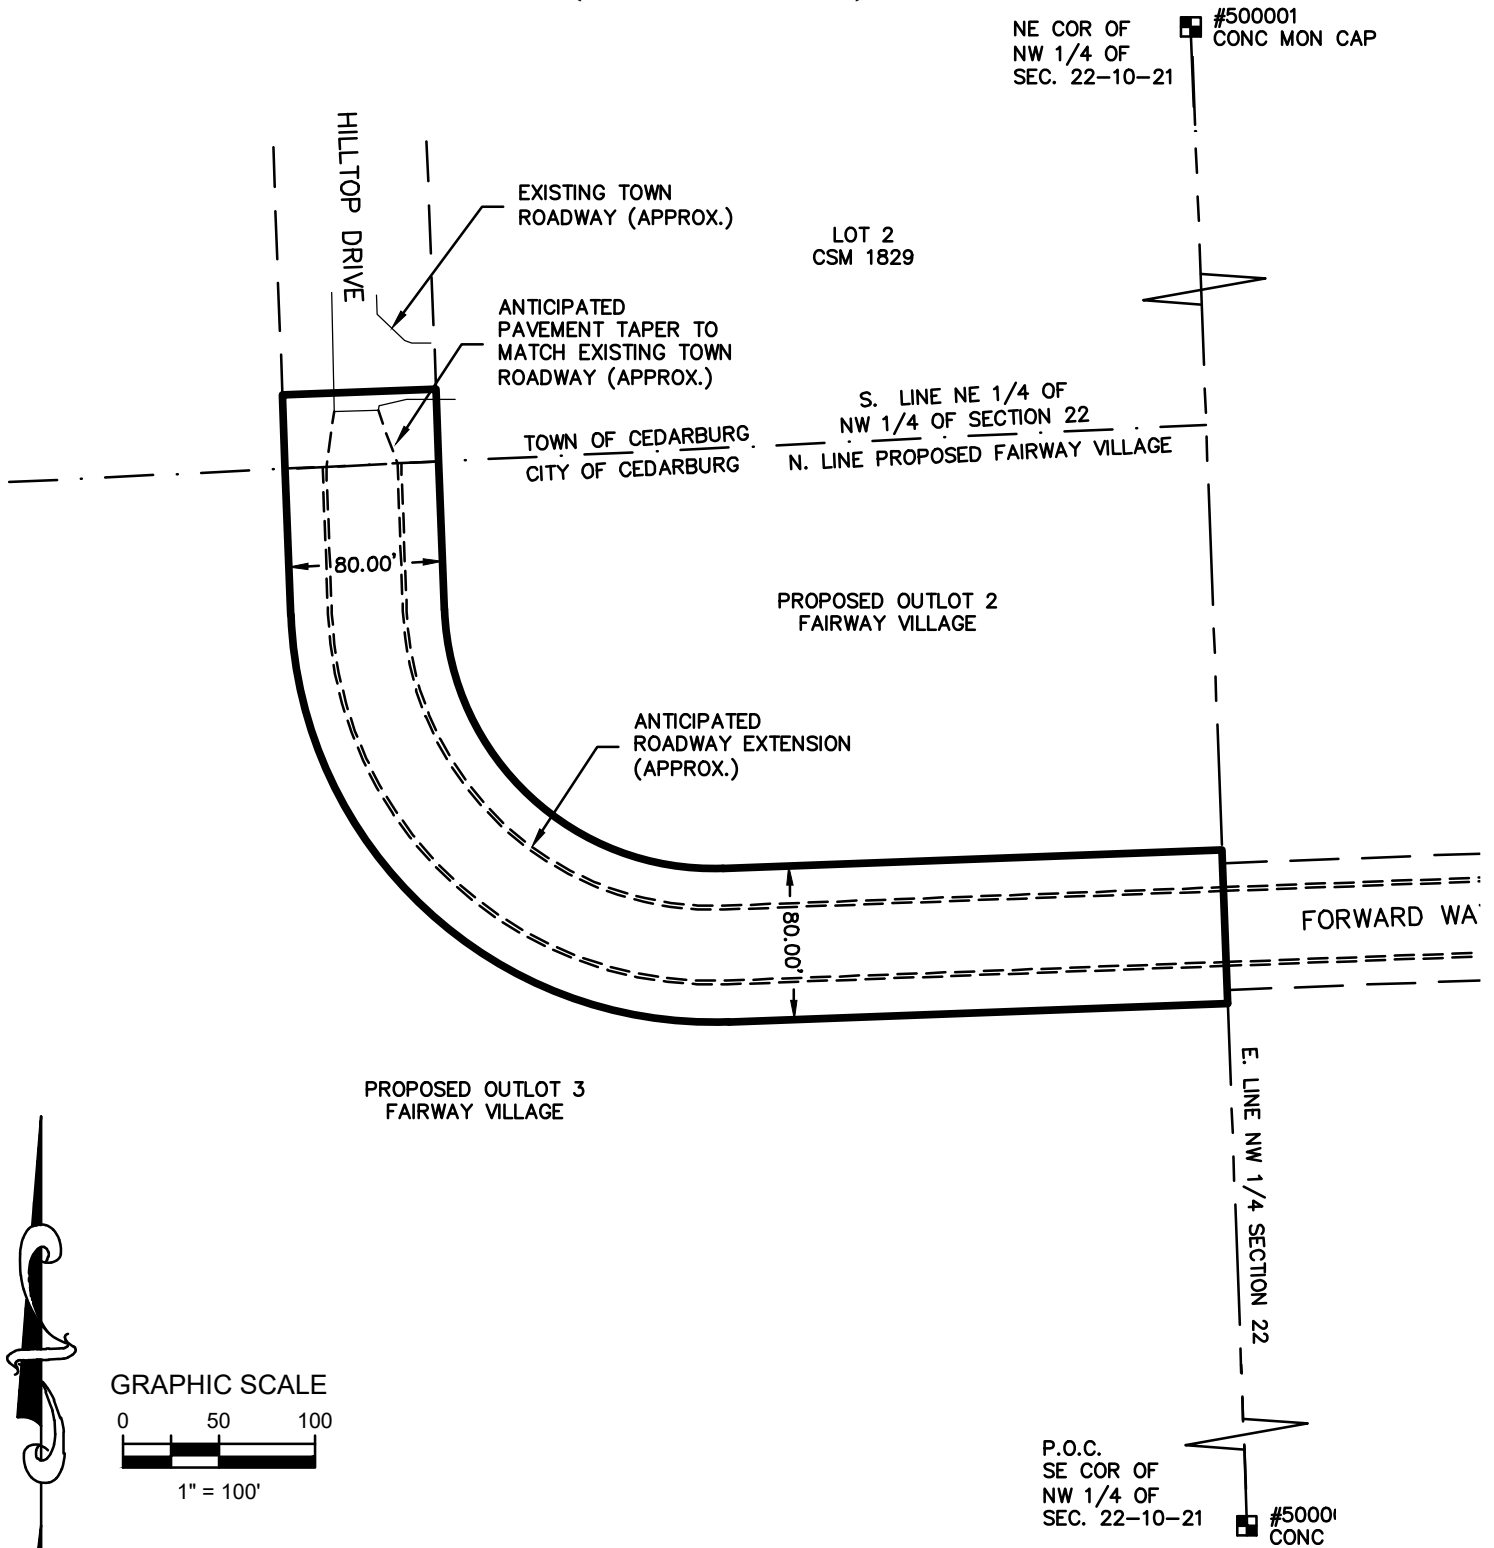 NE COR OF
NW 1/4 OF
SEC. 22-10-21
#500001
CONC MON CAP
HILLTOP DRIVE
EXISTING TOWN
ROADWAY (APPROX.)
LOT 2
CSM 1829
ANTICIPATED
PAVEMENT TAPER TO
MATCH EXISTING TOWN
ROADWAY (APPROX.)
S. LINE NE 1/4 OF
NW 1/4 OF SECTION 22
TOWN OF CEDARBURG
CITY OF CEDARBURG
N. LINE PROPOSED FAIRWAY VILLAGE
80.00'
PROPOSED OUTLOT 2
FAIRWAY VILLAGE
ANTICIPATED
ROADWAY EXTENSION
(APPROX.)
80.00'
FORWARD WA
E. LINE NW 1/4 SECTION 22
PROPOSED OUTLOT 3
FAIRWAY VILLAGE
GRAPHIC SCALE
0 50 100
1" = 100'
P.O.C.
SE COR OF
NW 1/4 OF
SEC. 22-10-21
#5000
CONC